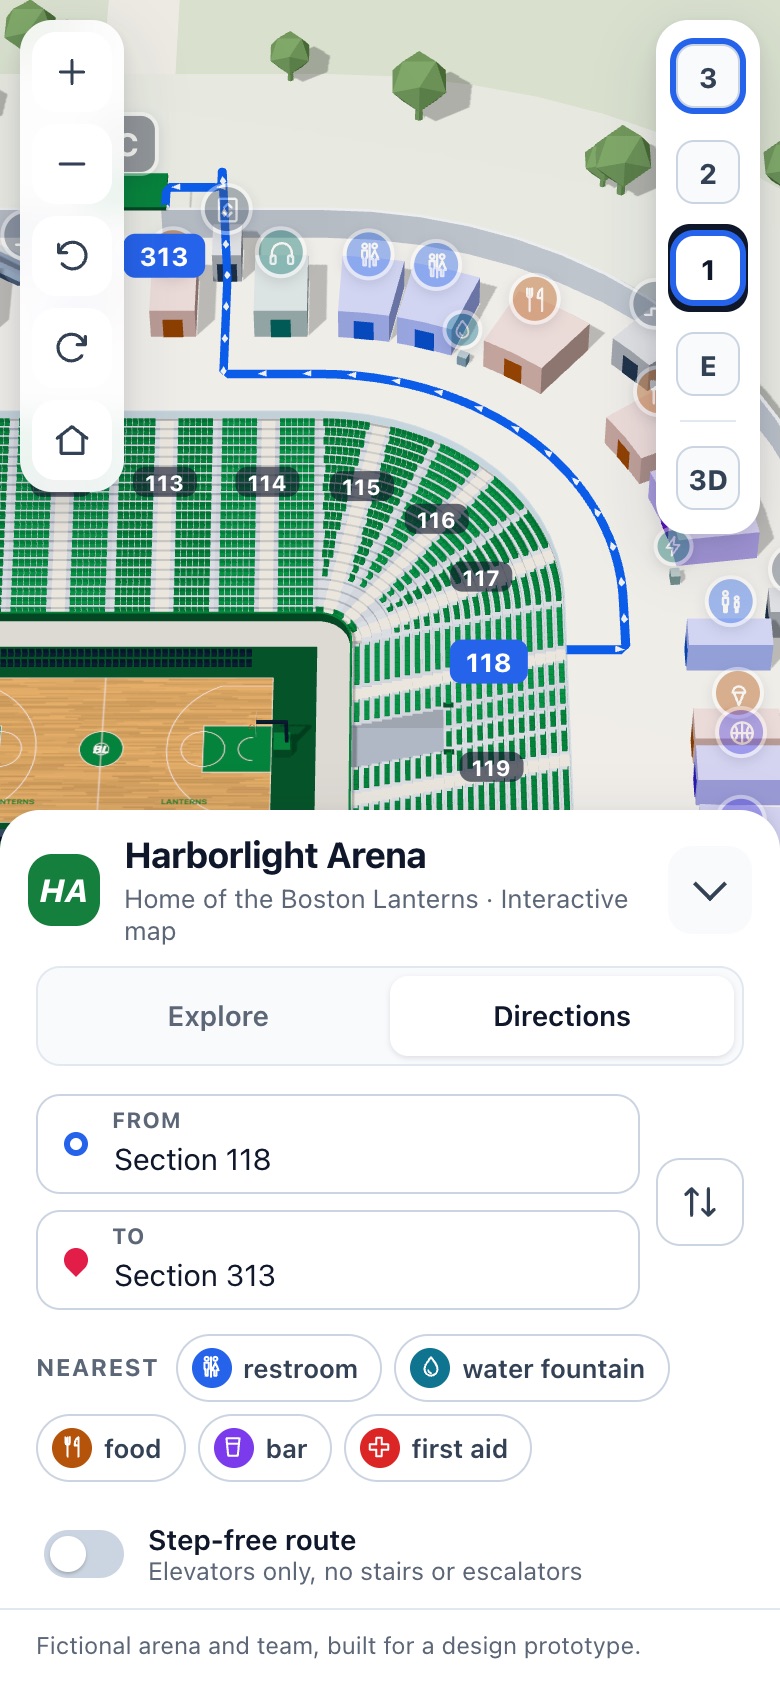 3
2
1
E
3D
C
313
113
114
115
116
117
118
119
BL
LANTERNS
HA
Harborlight Arena
Home of the Boston Lanterns · Interactive
map
Explore
Directions
FROM
Section 118
TO
Section 313
NEAREST
restroom
water fountain
food
bar
first aid
Step-free route
Elevators only, no stairs or escalators
Fictional arena and team, built for a design prototype.